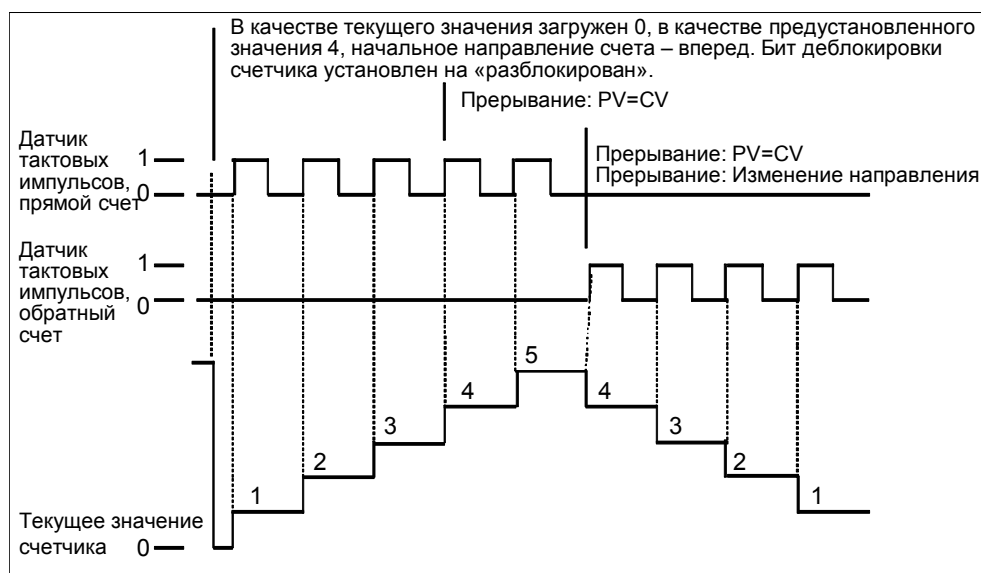 В качестве текущего значения загружен 0, в качестве предустановленного
значения 4, начальное направление счета – вперед. Бит деблокировки
счетчика установлен на «разблокирован».
Прерывание: PV=CV
Прерывание: PV=CV
Прерывание: Изменение направления
Датчик
тактовых
импульсов,
прямой счет
1
0
Датчик
тактовых
импульсов,
обратный
счет
1
0
5
4
4
3
3
2
2
1
1
Текущее значение
счетчика
0